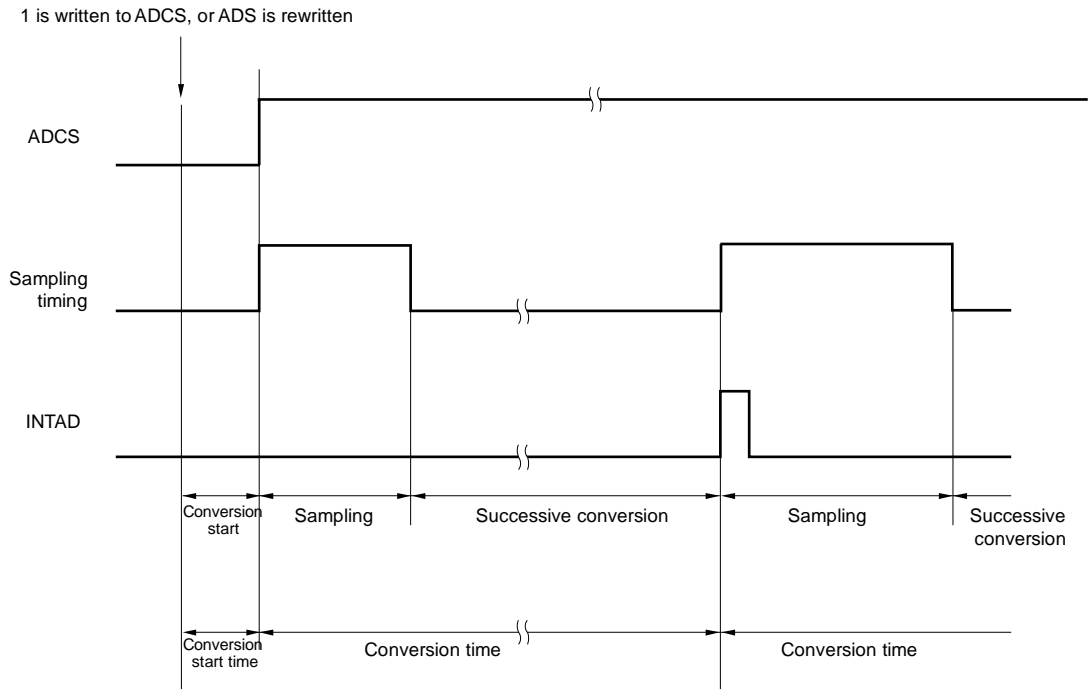 1 is written to ADCS, or ADS is rewritten
ADCS
Sampling
timing
INTAD
Conversion
start
Sampling
Successive conversion
Sampling
Successive
conversion
Conversion
start time
Conversion time
Conversion time